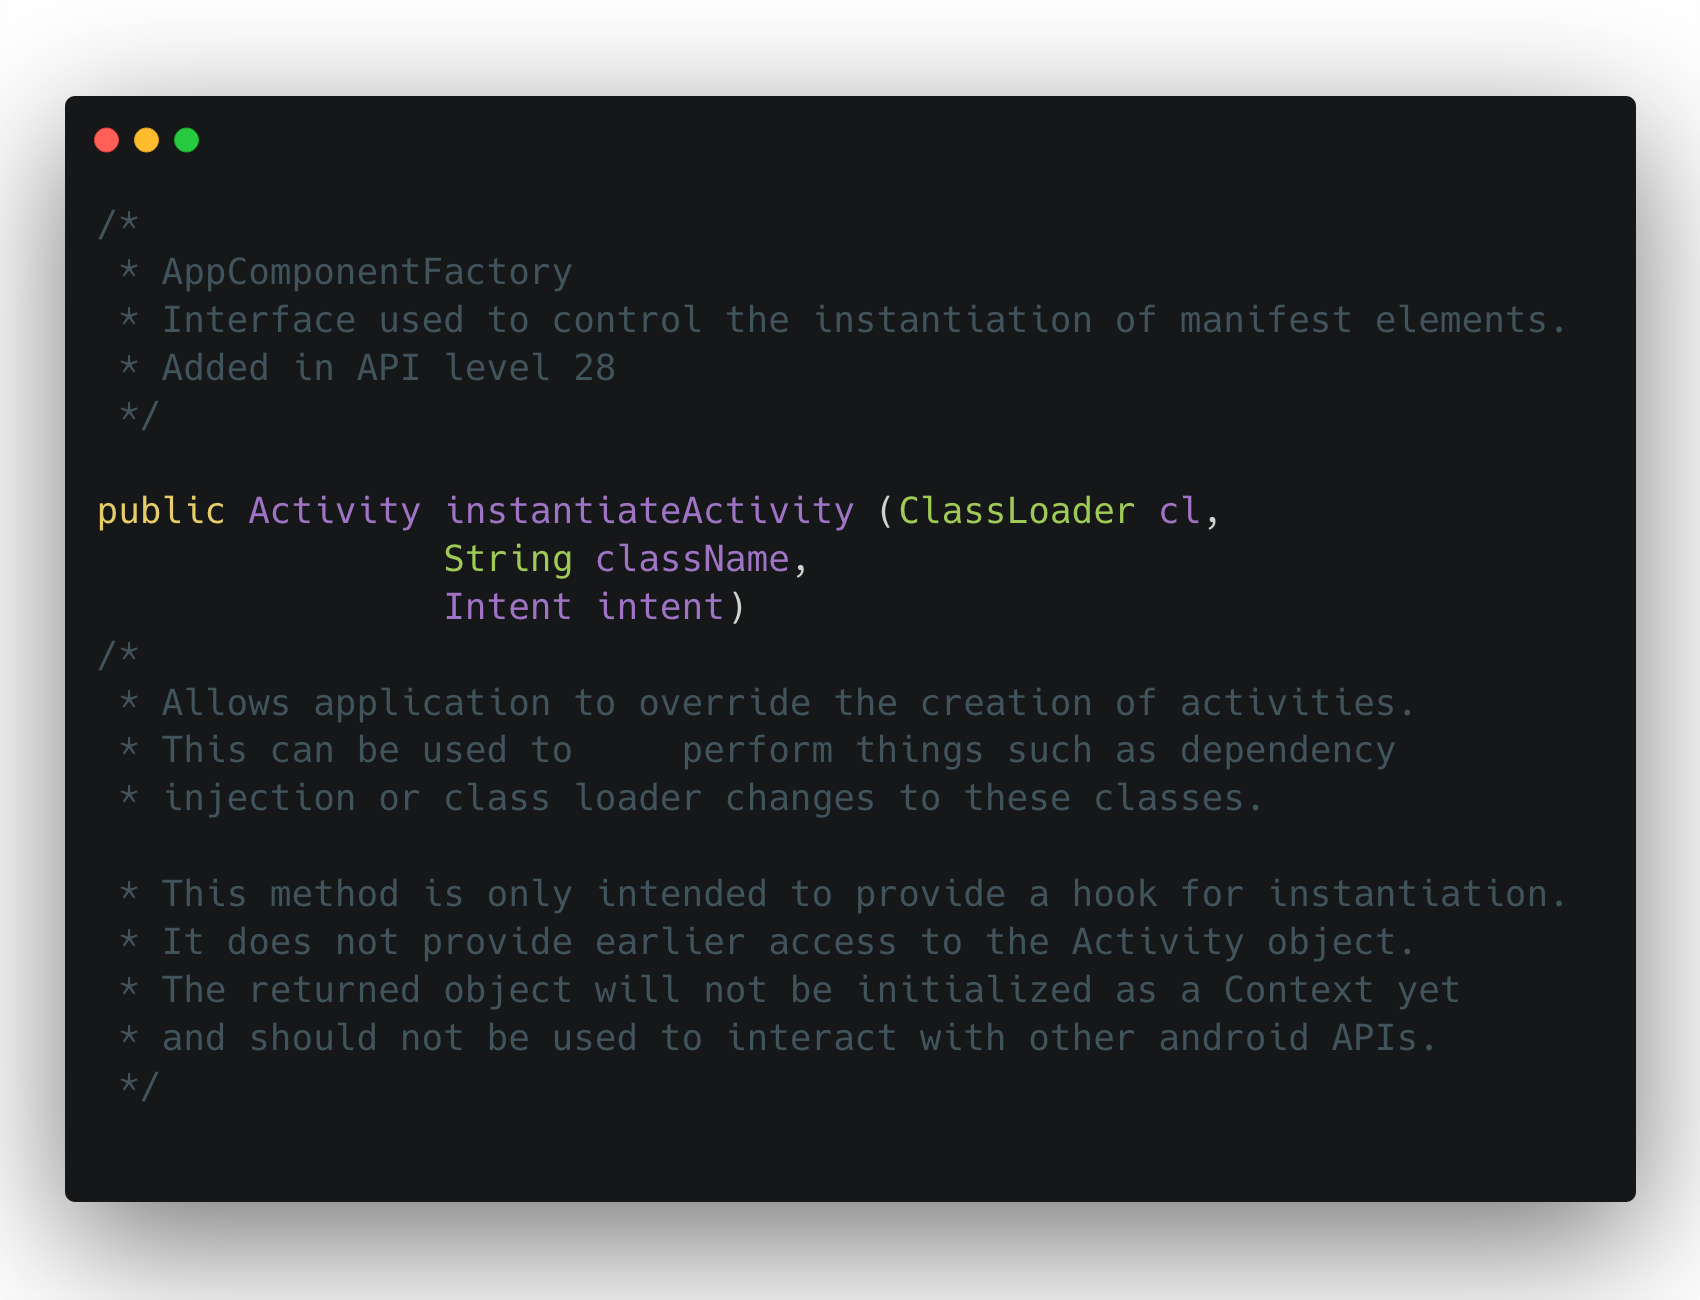 /*
 * AppComponentFactory
 * Interface used to control the instantiation of manifest elements.
 * Added in API level 28
 */
public Activity instantiateActivity (ClassLoader cl,
                String className,
                Intent intent)
/*
 * Allows application to override the creation of activities.
 * This can be used to     perform things such as dependency
 * injection or class loader changes to these classes.
 * This method is only intended to provide a hook for instantiation.
 * It does not provide earlier access to the Activity object.
 * The returned object will not be initialized as a Context yet
 * and should not be used to interact with other android APIs.
 */